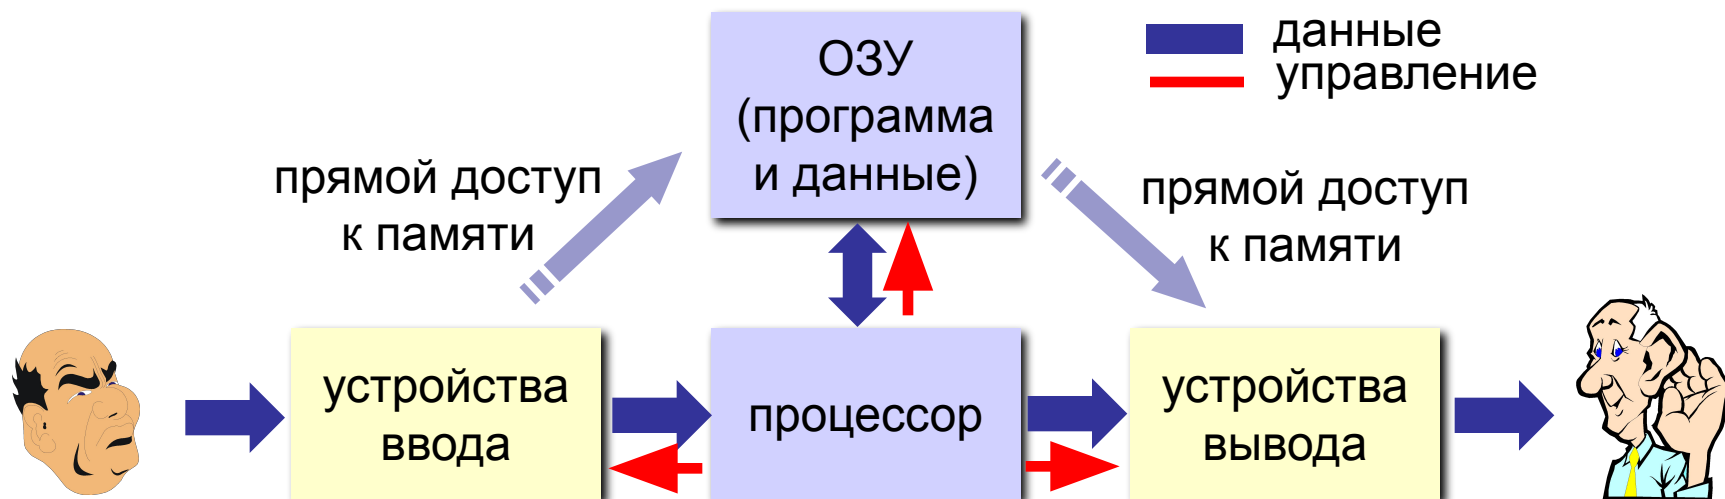 ОЗУ
(программа
и данные)
данные
управление
прямой доступ
к памяти
прямой доступ
к памяти
устройства
ввода
процессор
устройства
вывода